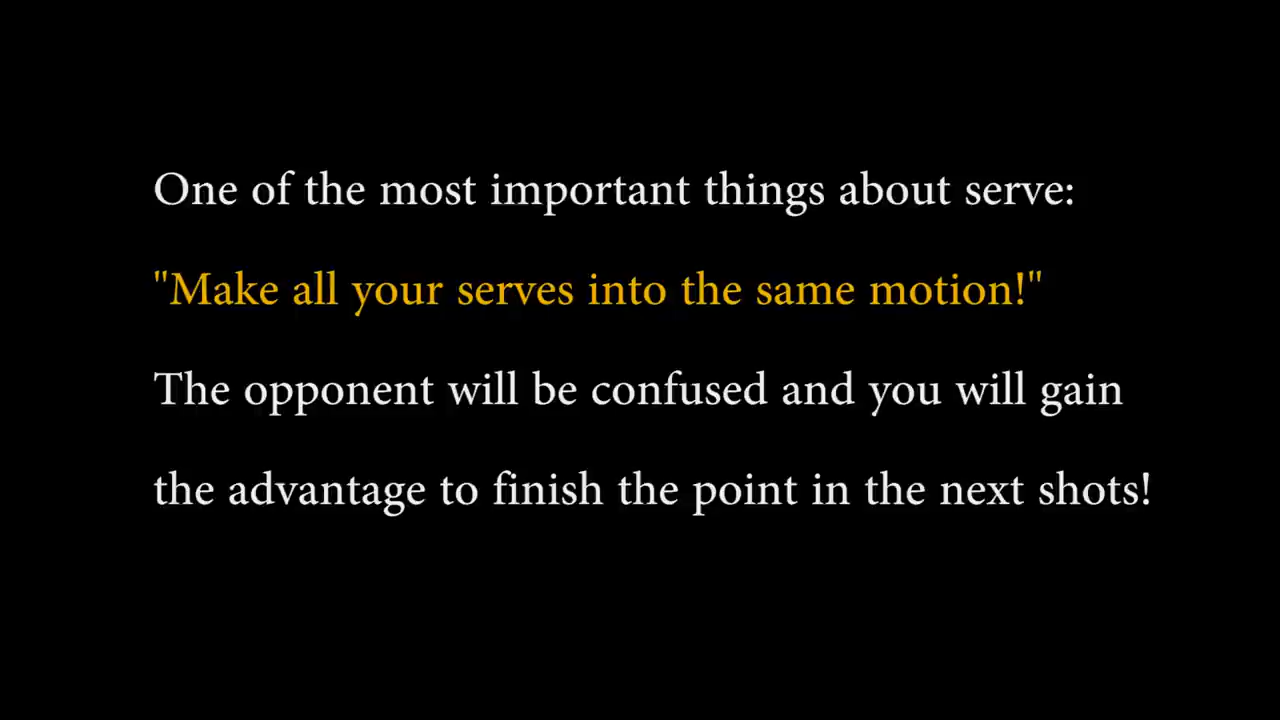 One of the most important things about serve:
"Make all your serves into the same motion!"
The opponent will be confused and you will gain
the advantage to finish the point in the next shots!